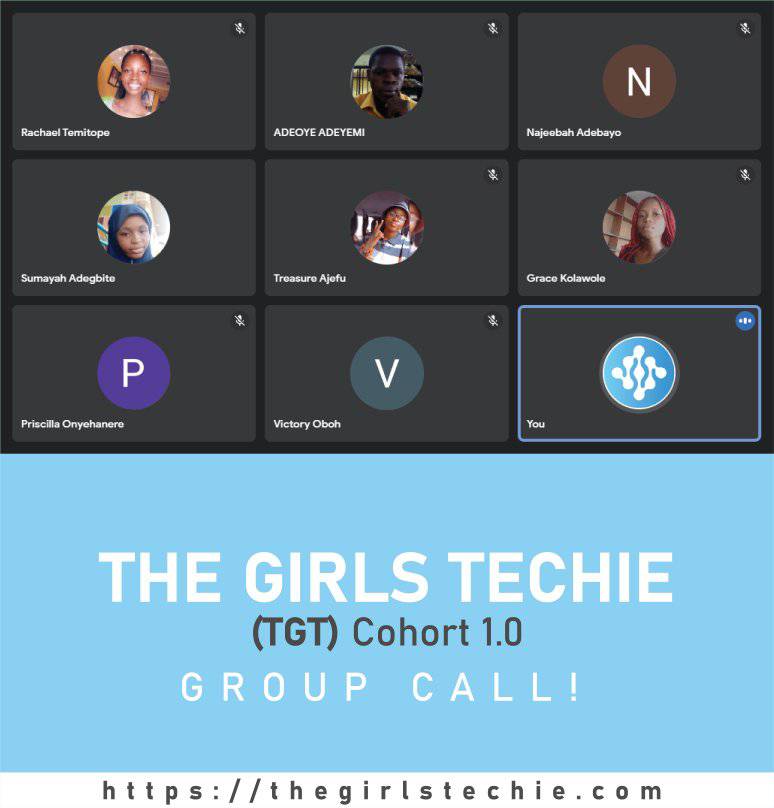 Rachael Temitope
ADEOYE ADEYEMI
N
Najeebah Adebayo
Sumayah Adegbite
Treasure Ajefu
Grace Kolawole
P
Priscilla Onyehanere
V
Victory Oboh
You
THE GIRLS TECHIE
(TGT) Cohort 1.0
GROUP CALL!
https://thegirlstechie.com